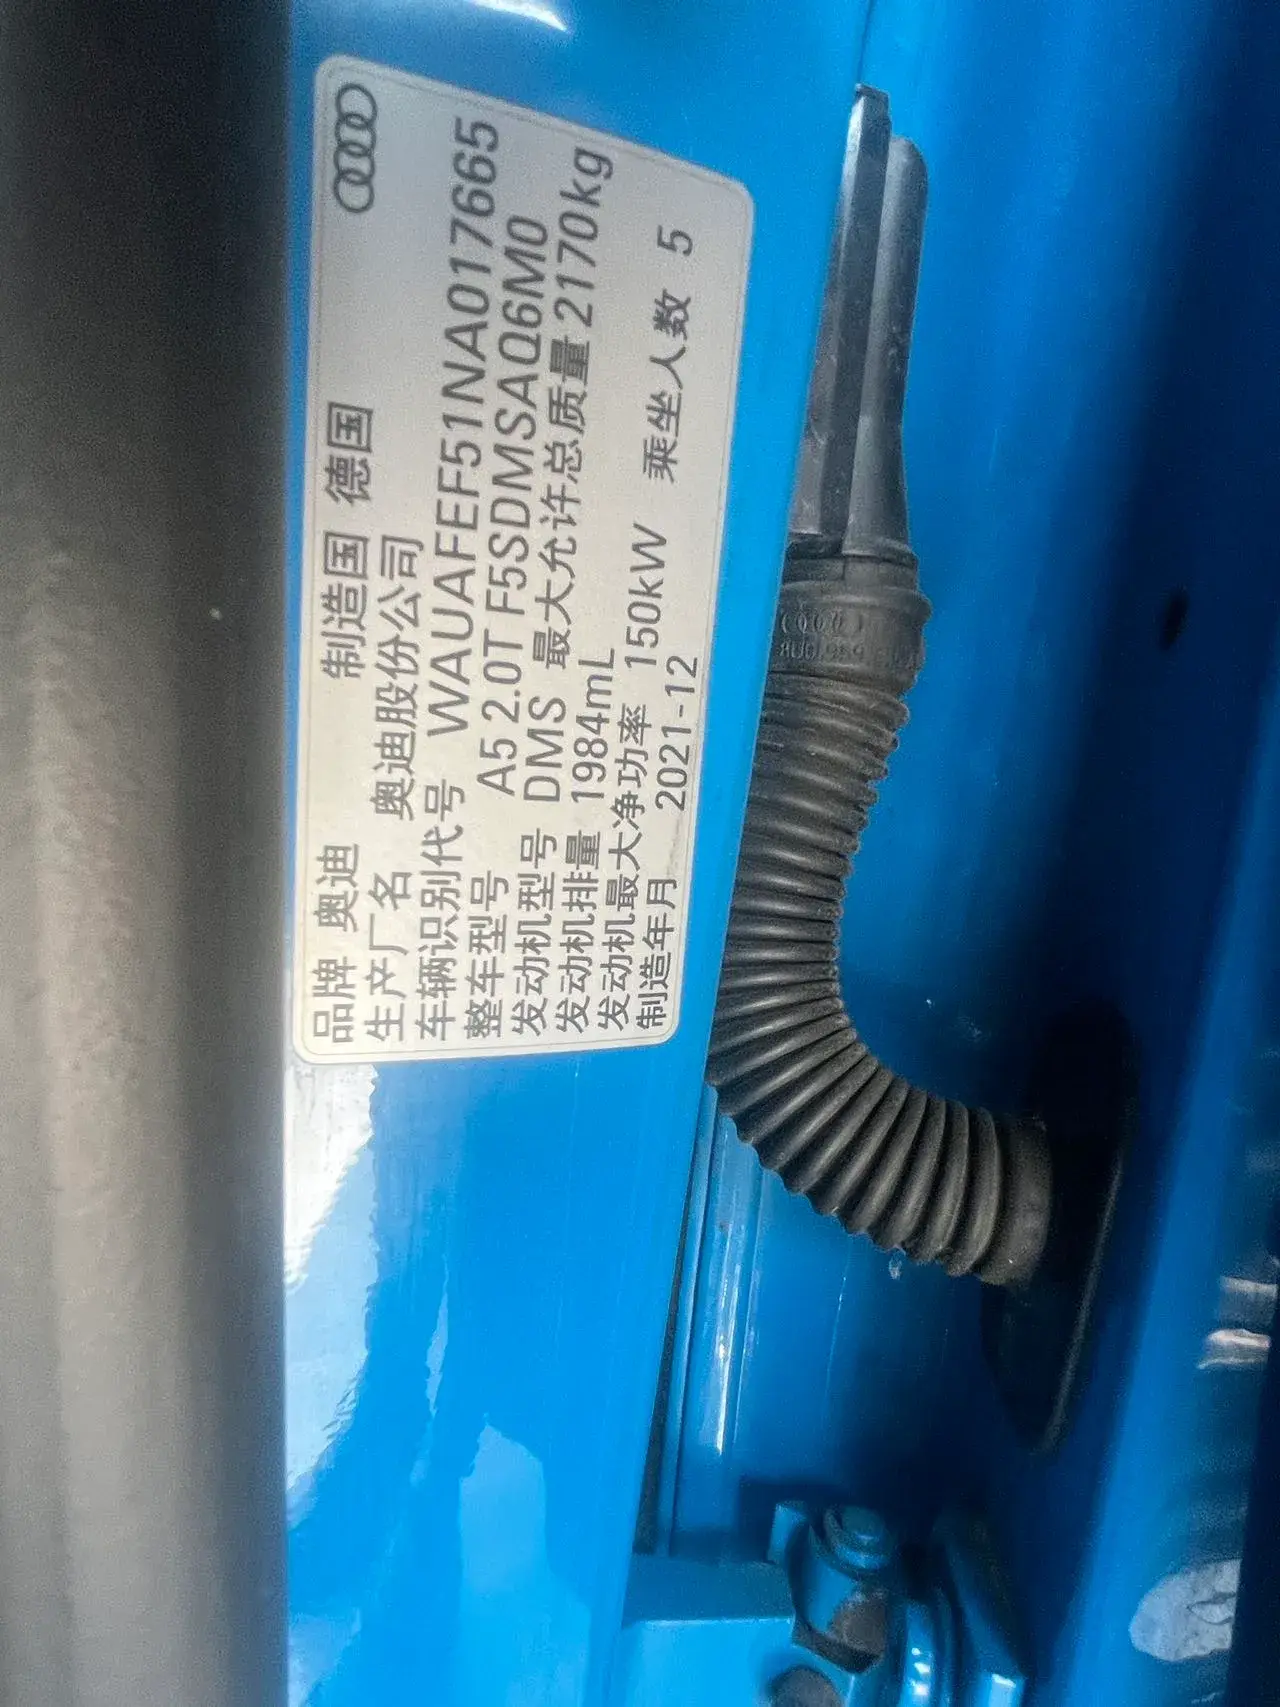 品牌 奥迪 制造国 德国
生产厂名 奥迪股份公司
车辆识别代号 WAUAFEF51NA017665
整车型号 A5 2.0T F5SDMSAQ6M0
发动机型号 DMS 最大允许总质量 2170kg
发动机排量 1984mL
发动机最大净功率 150kW 乘坐人数 5
制造年月 2021-12